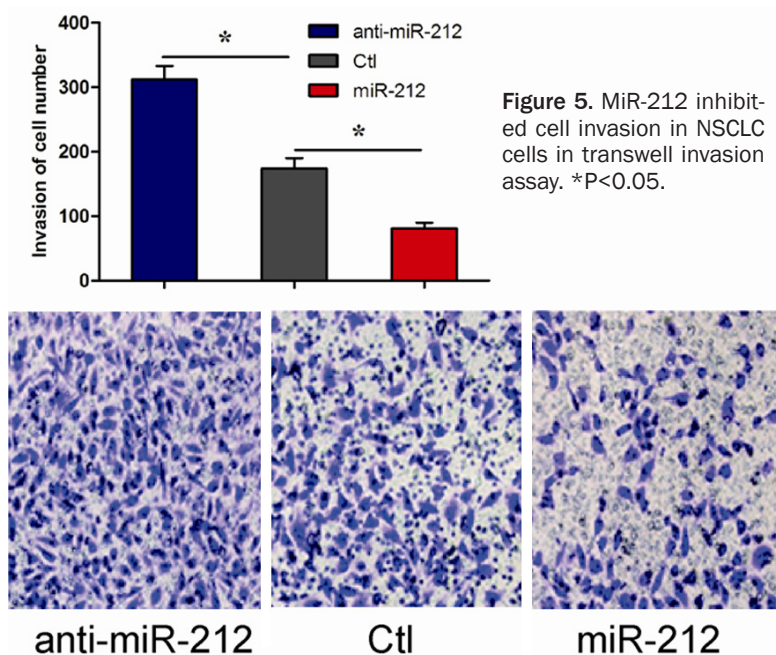 400
300
200
100
0
Invasion of cell number
*
*
anti-miR-212
Ctl
miR-212
Figure 5. MiR-212 inhibit-
ed cell invasion in NSCLC
cells in transwell invasion
assay. *P<0.05.
anti-miR-212
Ctl
miR-212